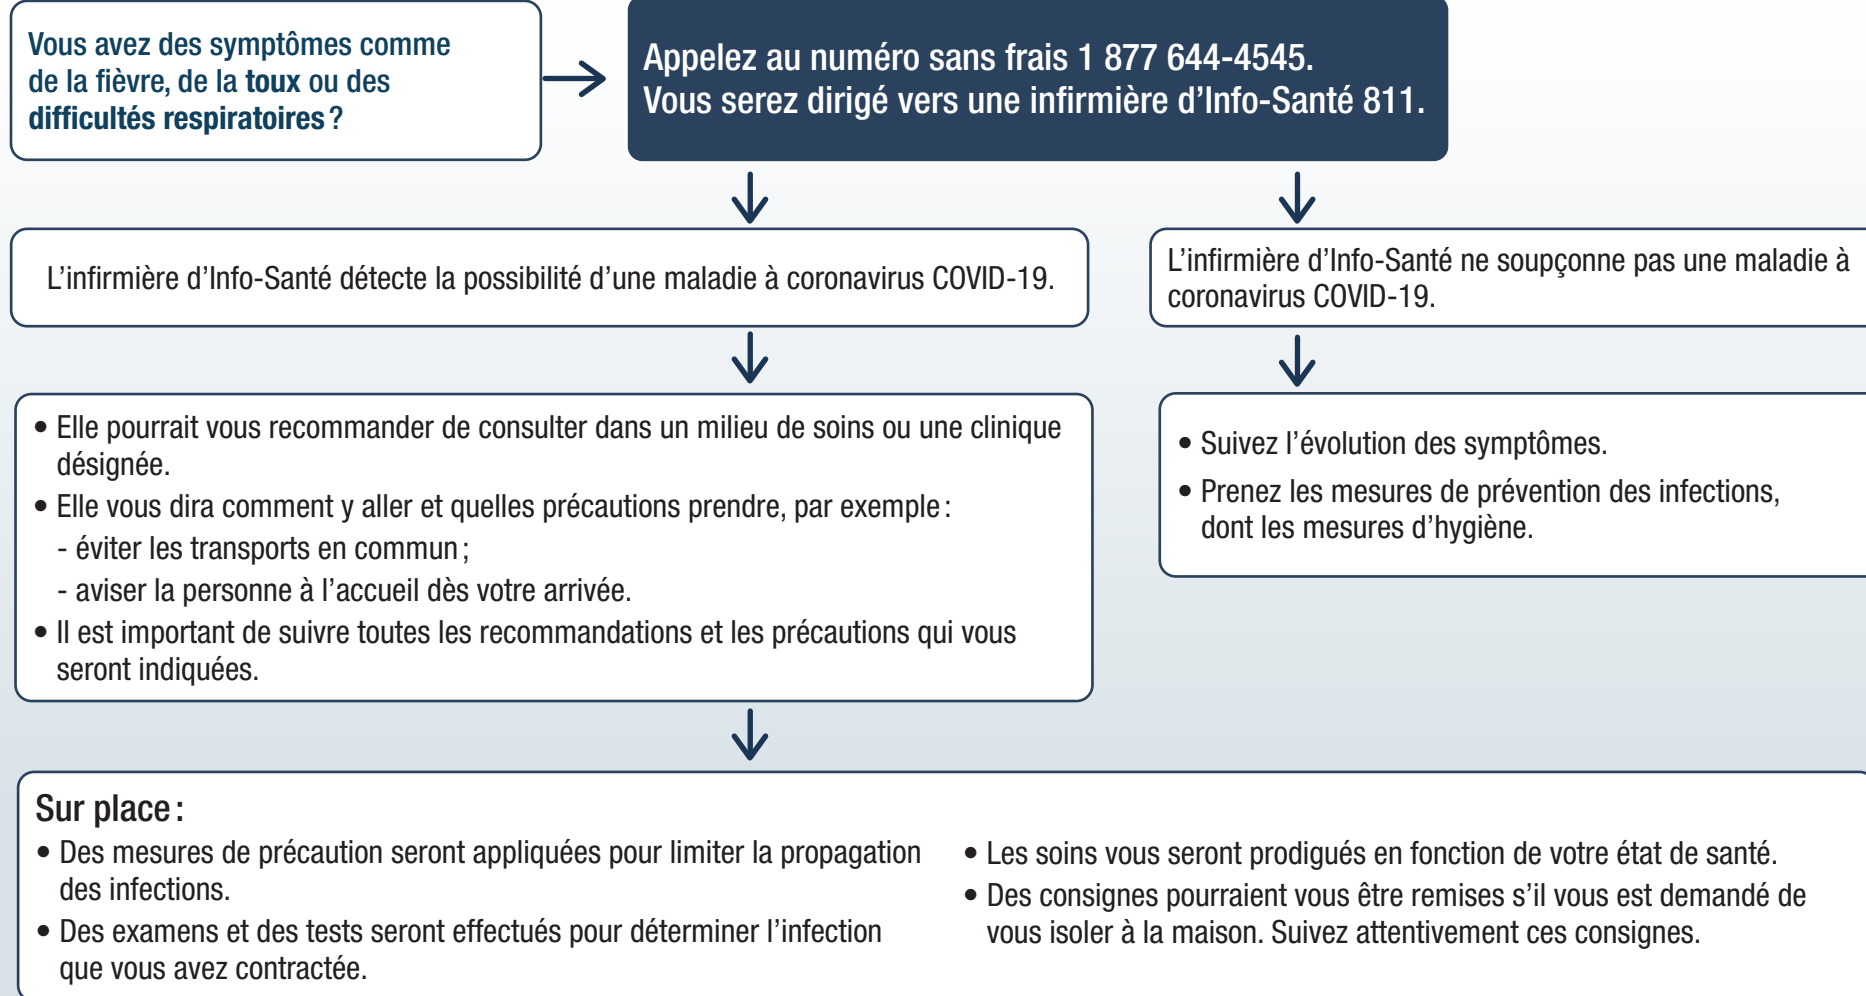 Vous avez des symptômes comme
de la fièvre, de la toux ou des
difficultés respiratoires ?
Appelez au numéro sans frais 1 877 644-4545.
Vous serez dirigé vers une infirmière d’Info-Santé 811.
L’infirmière d’Info-Santé détecte la possibilité d’une maladie à coronavirus COVID-19.
L’infirmière d’Info-Santé ne soupçonne pas une maladie à
coronavirus COVID-19.
• Elle pourrait vous recommander de consulter dans un milieu de soins ou une clinique
désignée.
• Elle vous dira comment y aller et quelles précautions prendre, par exemple :
- éviter les transports en commun ;
- aviser la personne à l’accueil dès votre arrivée.
• Il est important de suivre toutes les recommandations et les précautions qui vous
seront indiquées.
• Suivez l’évolution des symptômes.
• Prenez les mesures de prévention des infections,
dont les mesures d’hygiène.
Sur place :
• Des mesures de précaution seront appliquées pour limiter la propagation
des infections.
• Des examens et des tests seront effectués pour déterminer l’infection
que vous avez contractée.
• Les soins vous seront prodigués en fonction de votre état de santé.
• Des consignes pourraient vous être remises s’il vous est demandé de
vous isoler à la maison. Suivez attentivement ces consignes.